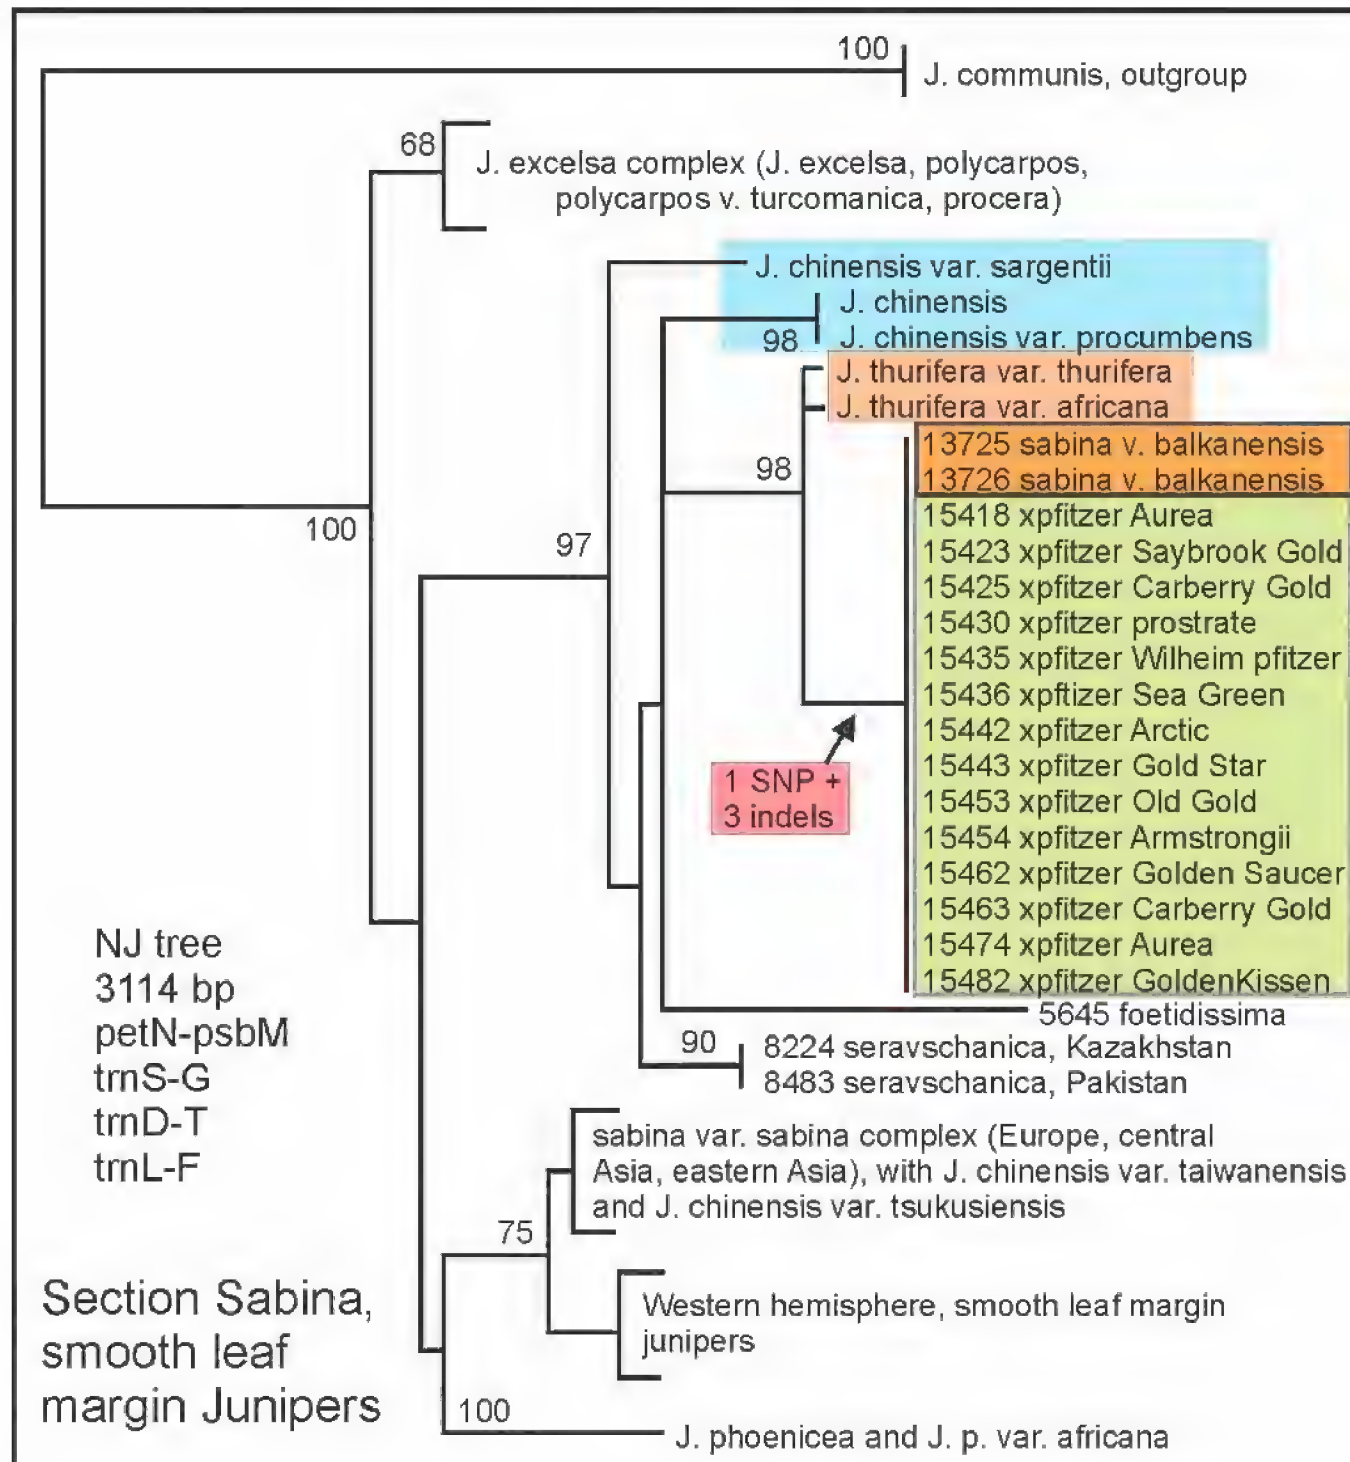 100
J. communis, outgroup
68
J. excelsa complex (J. excelsa, polycarpos,
polycarpos v. turcomanica, procera)
J. chinensis var. sargentii
J. chinensis
98
J. chinensis var. procumbens
J. thurifera var. thurifera
J. thurifera var. africana
98
13725 sabina v. balkanensis
13726 sabina v. balkanensis
15418 xpfitzer Aurea
100
97
15423 xpfitzer Saybrook Gold
15425 xpfitzer Carberry Gold
15430 xpfitzer prostrate
15435 xpfitzer Wilheim pfitzer
15436 xpftizer Sea Green
15442 xpfitzer Arctic
15443 xpfitzer Gold Star
15453 xpfitzer Old Gold
15454 xpfitzer Armstrongii
15462 xpfitzer Golden Saucer
15463 xpfitzer Carberry Gold
15474 xpfitzer Aurea
15482 xpfitzer GoldenKissen
1 SNP +
3 indels
5645 foetidissima
90
8224 seravschanica, Kazakhstan
8483 seravschanica, Pakistan
NJ tree
3114 bp
petN-psbM
trnS-G
trnD-T
trnL-F
sabina var. sabina complex (Europe, central
Asia, eastern Asia), with J. chinensis var. taiwanensis
and J. chinensis var. tsukusiensis
75
Western hemisphere, smooth leaf margin
junipers
Section Sabina,
smooth leaf
margin Junipers
100
J. phoenicea and J. p. var. africana